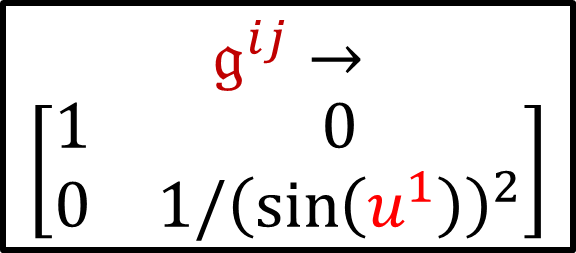 𝔤^{ij} →
[1 0
0 1/(sin(u^1))^2]